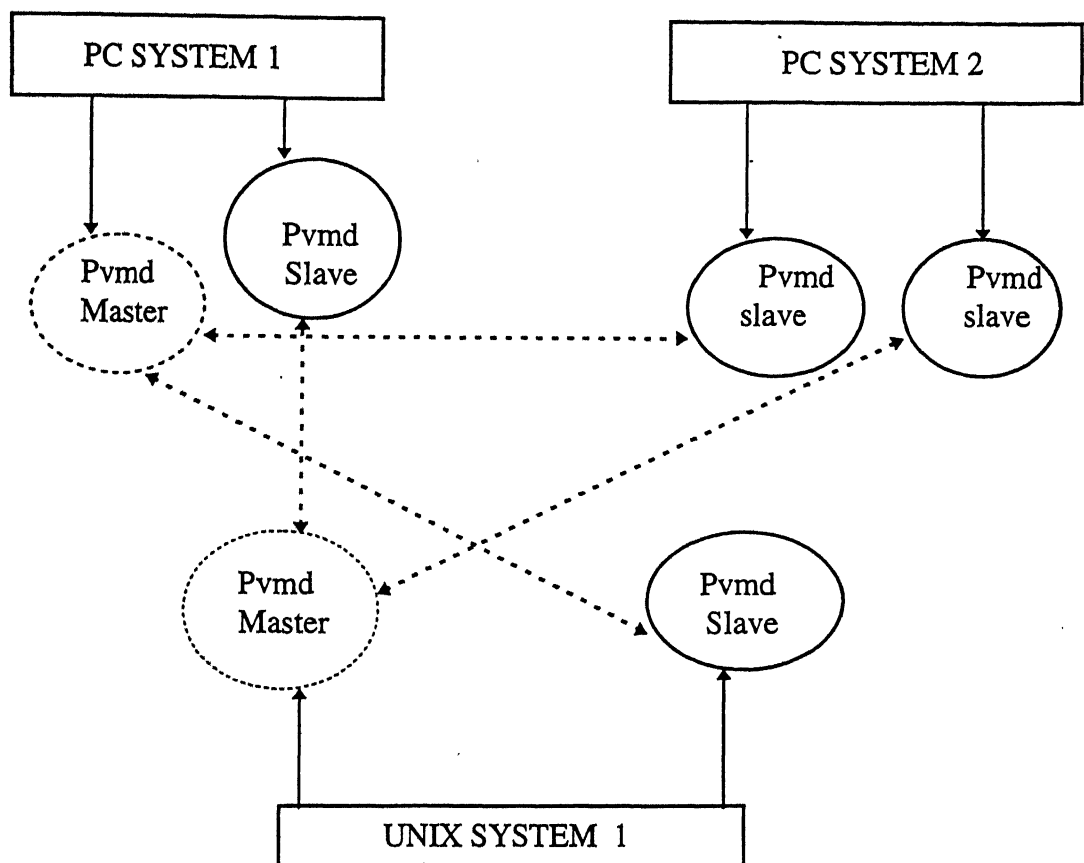 PC SYSTEM 1
PC SYSTEM 2
Pvmd
Slave
Pvmd
Master
Pvmd
slave
Pvmd
slave
Pvmd
Master
Pvmd
Slave
UNIX SYSTEM 1